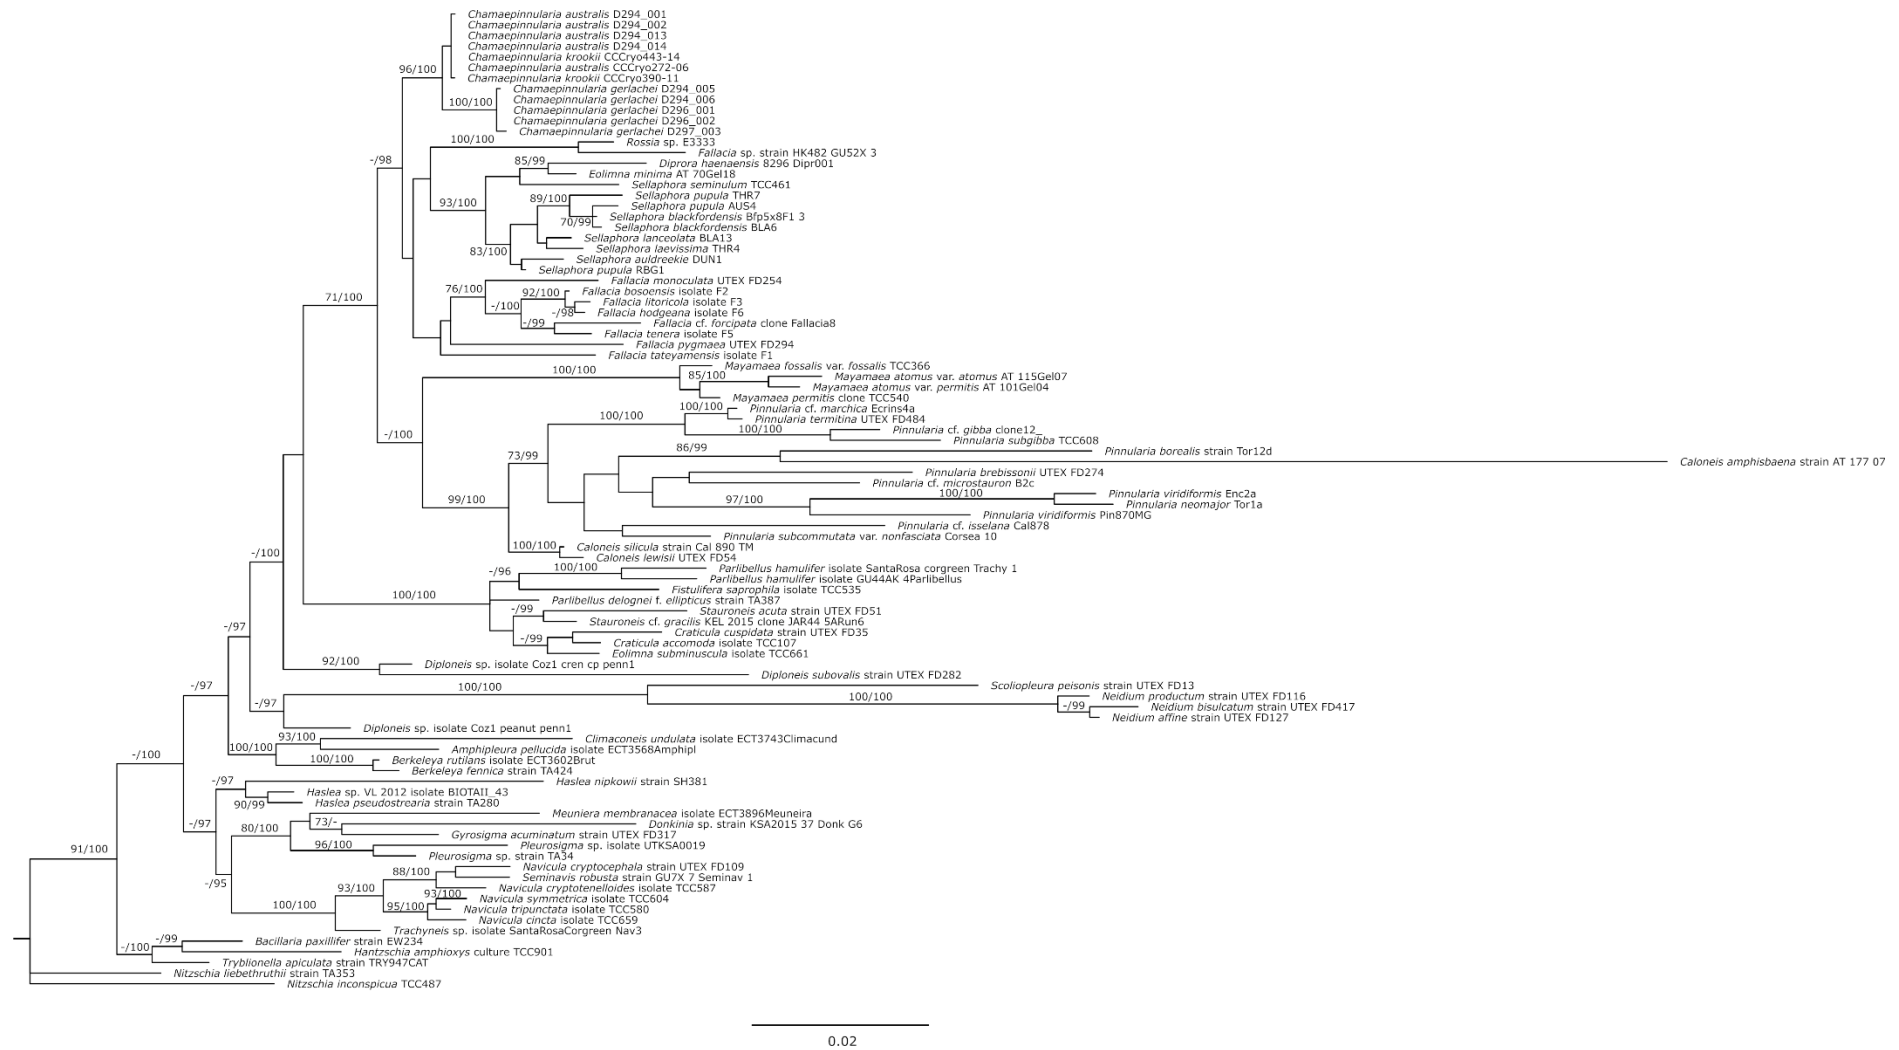 Chamaepinnularia australis D294_001
Chamaepinnularia australis D294_002
Chamaepinnularia australis D294_013
Chamaepinnularia australis D294_014
Chamaepinnularia krookii CCCryo443-14
Chamaepinnularia australis CCCryo272-06
96/100
Chamaepinnularia krookii CCCryo390-11
Chamaepinnularia gerlachei D294_005
100/100
Chamaepinnularia gerlachei D294_006
Chamaepinnularia gerlachei D296_001
Chamaepinnularia gerlachei D296_002
Chamaepinnularia gerlachei D297_003
100/100
Rossia sp. E3333
Fallacia sp. strain HK482 GU52X 3
-/98
85/99
Diprora haenaensis 8296 Dipr001
Eolimna minima AT 70Gel18
Sellaphora seminulum TCC461
89/100
Sellaphora pupula THR7
93/100
Sellaphora pupula AUS4
Sellaphora blackfordensis Bfp5x8F1 3
70/99
Sellaphora blackfordensis BLA6
Sellaphora lanceolata BLA13
83/100
Sellaphora laevissima THR4
Sellaphora auldreekie DUN1
Sellaphora pupula RBG1
Fallacia monoculata UTEX FD254
76/100
92/100
Fallacia bosoensis isolate F2
71/100
-/100
Fallacia litoricola isolate F3
-/98
Fallacia hodgeana isolate F6
-/99
Fallacia cf. forcipata clone Fallacia8
Fallacia tenera isolate F5
Fallacia pygmaea UTEX FD294
Fallacia tateyamensis isolate F1
100/100
Mayamaea fossalis var. fossalis TCC366
85/100
Mayamaea atomus var. atomus AT 115Gel07
Mayamaea atomus var. permitis AT 101Gel04
Mayamaea permitis clone TCC540
100/100
100/100
Pinnularia cf. marchica Ecrins4a
Pinnularia termitina UTEX FD484
100/100
Pinnularia cf. gibba clone12_
-/100
Pinnularia subgibba TCC608
86/99
Pinnularia borealis strain Tor12d
73/99
Caloneis amphisbaena strain AT 177 07
Pinnularia brebissonii UTEX FD274
Pinnularia cf. microstauron B2c
99/100
97/100
100/100
Pinnularia viridiformis Enc2a
Pinnularia neomajor Tor1a
Pinnularia viridiformis Pin870MG
Pinnularia cf. isselana Cal878
Pinnularia subcommutata var. nonfasciata Corsea 10
100/100
Caloneis silicula strain Cal 890 TM
-/100
Caloneis lewisii UTEX FD54
-/96
100/100
Parlibellus hamulifer isolate SantaRosa corgreen Trachy 1
Parlibellus hamulifer isolate GU44AK 4Parlibellus
100/100
Fistulifera saprophila isolate TCC535
Parlibellus delognei f. ellipticus strain TA387
-/99
Stauroneis acuta strain UTEX FD51
-/97
Stauroneis cf. gracilis KEL 2015 clone JAR44 5ARun6
-/99
Craticula cuspidata strain UTEX FD35
Craticula accomoda isolate TCC107
Eolimna subminuscula isolate TCC661
92/100
Diploneis sp. isolate Coz1 cren cp penn1
Diploneis subovalis strain UTEX FD282
-/97
100/100
Scoliopleura peisonis strain UTEX FD13
-/97
100/100
Neidium productum strain UTEX FD116
-/99
Neidium bisulcatum strain UTEX FD417
Neidium affine strain UTEX FD127
Diploneis sp. isolate Coz1 peanut penn1
93/100
Climaconeis undulata isolate ECT3743Climacund
100/100
Amphipleura pellucida isolate ECT3568Amphipl
-/100
100/100
Berkeleya rutilans isolate ECT3602Brut
Berkeleya fennica strain TA424
-/97
Haslea nipkowii strain SH381
Haslea sp. VL 2012 isolate BIOTAII_43
90/99
Haslea pseudostrearia strain TA280
Meuniera membranacea isolate ECT3896Meuneira
-/97
80/100
73/-
Donkinia sp. strain KSA2015 37 Donk G6
Gyrosigma acuminatum strain UTEX FD317
91/100
96/100
Pleurosigma sp. isolate UTKSA0019
Pleurosigma sp. strain TA34
Navicula cryptocephala strain UTEX FD109
88/100
Seminavis robusta strain GU7X 7 Seminav 1
-/95
93/100
Navicula cryptotenelloides isolate TCC587
93/100
Navicula symmetrica isolate TCC604
100/100
95/100
Navicula tripunctata isolate TCC580
Navicula cincta isolate TCC659
Trachyneis sp. isolate SantaRosaCorgreen Nav3
-/99
Bacillaria paxillifer strain EW234
-/100
Hantzschia amphioxys culture TCC901
Tryblionella apiculata strain TRY947CAT
Nitzschia liebethruthii strain TA353
Nitzschia inconspicua TCC487
0.02